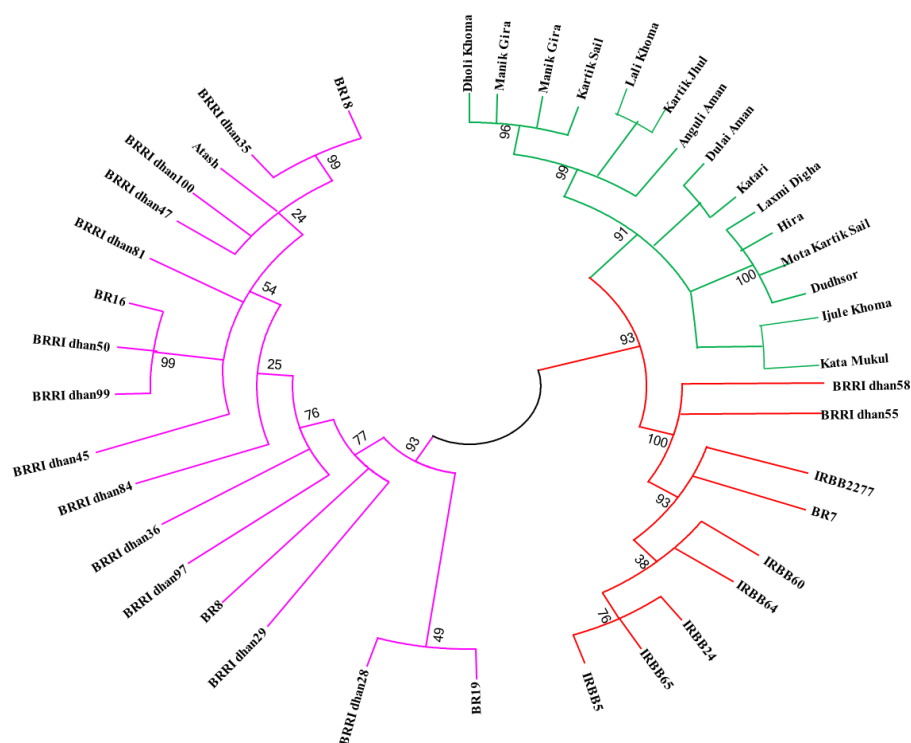 Dholi Khoma
Manik Gira
Manik Gira
Kartik Sail
Lali Khoma
Kartik Jhul
Anguli Aman
Dulai Aman
Katari
Laxmi Digha
Hira
Mota Kartik Sail
Dudhsor
Ijule Khoma
Kata Mukul
BRRI dhan58
BRRI dhan55
IRBB2277
BR7
IRBB60
IRBB64
IRBB24
IRBB65
IRBB5
BR19
BRRI dhan28
BRRI dhan29
BR8
BRRI dhan97
BRRI dhan36
BRRI dhan84
BRRI dhan45
BRRI dhan99
BRRI dhan50
BR16
BRRI dhan81
BRRI dhan47
BRRI dhan100
Atash
BRRI dhan35
BR18
96
99
91
100
93
100
93
38
76
49
93
77
76
25
54
99
24
99